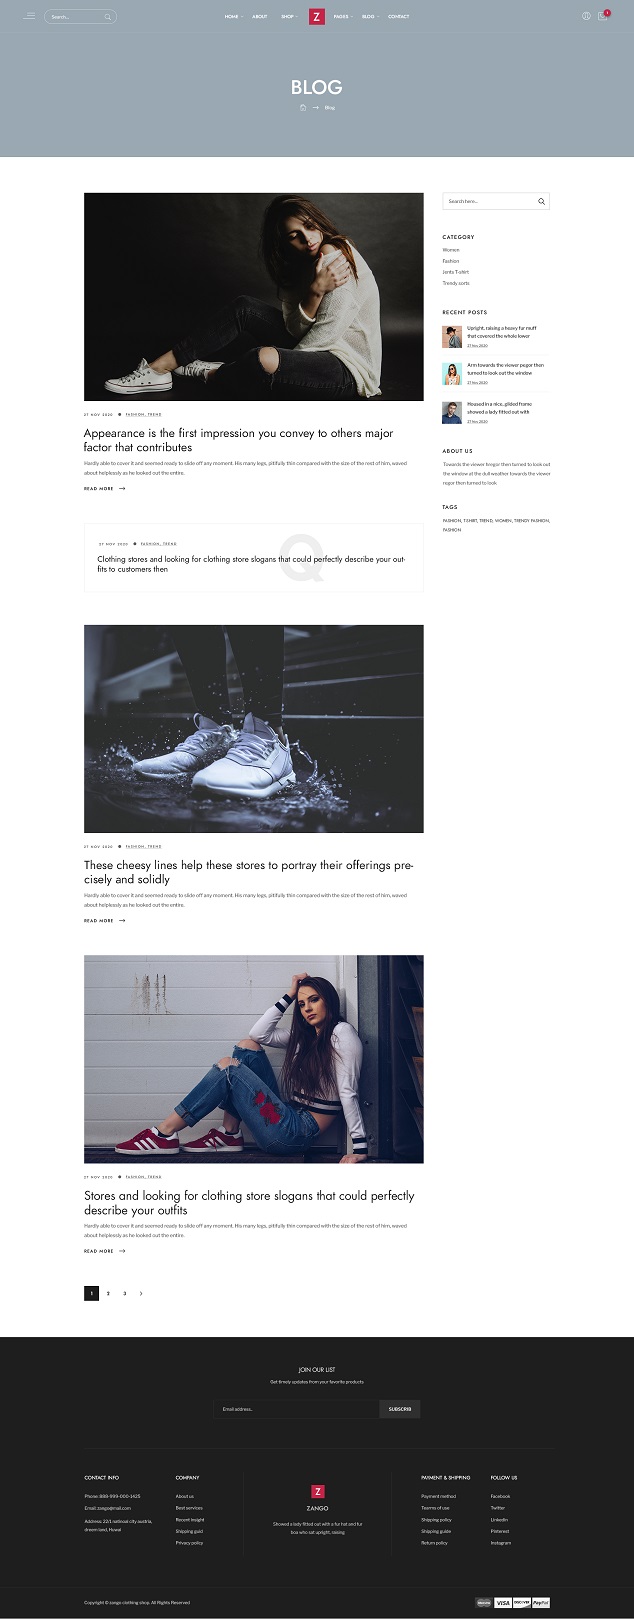 Search...
HOME
ABOUT
SHOP
Z
PAGES
BLOG
CONTACT
1
BLOG
Blog
Search here..
CATEGORY
Women
Fashion
Jents T-shirt
Trendy sorts
RECENT POSTS
Upright, raising a heavy fur muff
that covered the whole lower
27 Nov 2020
Arm towards the viewer pegor then
turned to look out the window
27 Nov 2020
Housed in a nice, gilded frame
showed a lady fitted out with
27 Nov 2020
ABOUT US
Towards the viewer hregor then turned to look out
the window at the dull weather towards the viewer
regor then turned to look
TAGS
FASHION, T-SHIRT, TREND, WOMEN, TRENDY FASHION,
FASHION
27 NOV 2020 FASHION, TREND
Appearance is the first impression you convey to others major
factor that contributes
Hardly able to cover it and seemed ready to slide off any moment. His many legs, pitifully thin compared with the size of the rest of him, waved
about helplessly as he looked out the entire.
READ MORE
Q
27 NOV 2020 FASHION, TREND
Clothing stores and looking for clothing store slogans that could perfectly describe your out-
fits to customers then
27 NOV 2020 FASHION, TREND
These cheesy lines help these stores to portray their offerings pre-
cisely and solidly
Hardly able to cover it and seemed ready to slide off any moment. His many legs, pitifully thin compared with the size of the rest of him, waved
about helplessly as he looked out the entire.
READ MORE
27 NOV 2020 FASHION, TREND
Stores and looking for clothing store slogans that could perfectly
describe your outfits
Hardly able to cover it and seemed ready to slide off any moment. His many legs, pitifully thin compared with the size of the rest of him, waved
about helplessly as he looked out the entire.
READ MORE
1 2 3
JOIN OUR LIST
Get timely updates from your favorite products
Email address..
SUBSCRIB
CONTACT INFO
Phone: 888-999-000-1425
Email: zango@mail.com
Address: 22/1 natinoal city austria,
dreem land, Huwai
COMPANY
About us
Best services
Recent insight
Shipping guid
Privacy policy
Z
ZANGO
Showed a lady fitted out with a fur hat and fur
boa who sat upright, raising
PAYMENT & SHIPPING
Payment method
Tearms of use
Shipping policy
Shipping guide
Return policy
FOLLOW US
Facebook
Twitter
Linkedin
Pinterest
Instagram
Copyright © zango clothing shop. All Rights Reserved
VISA
DISCOVER
PayPal